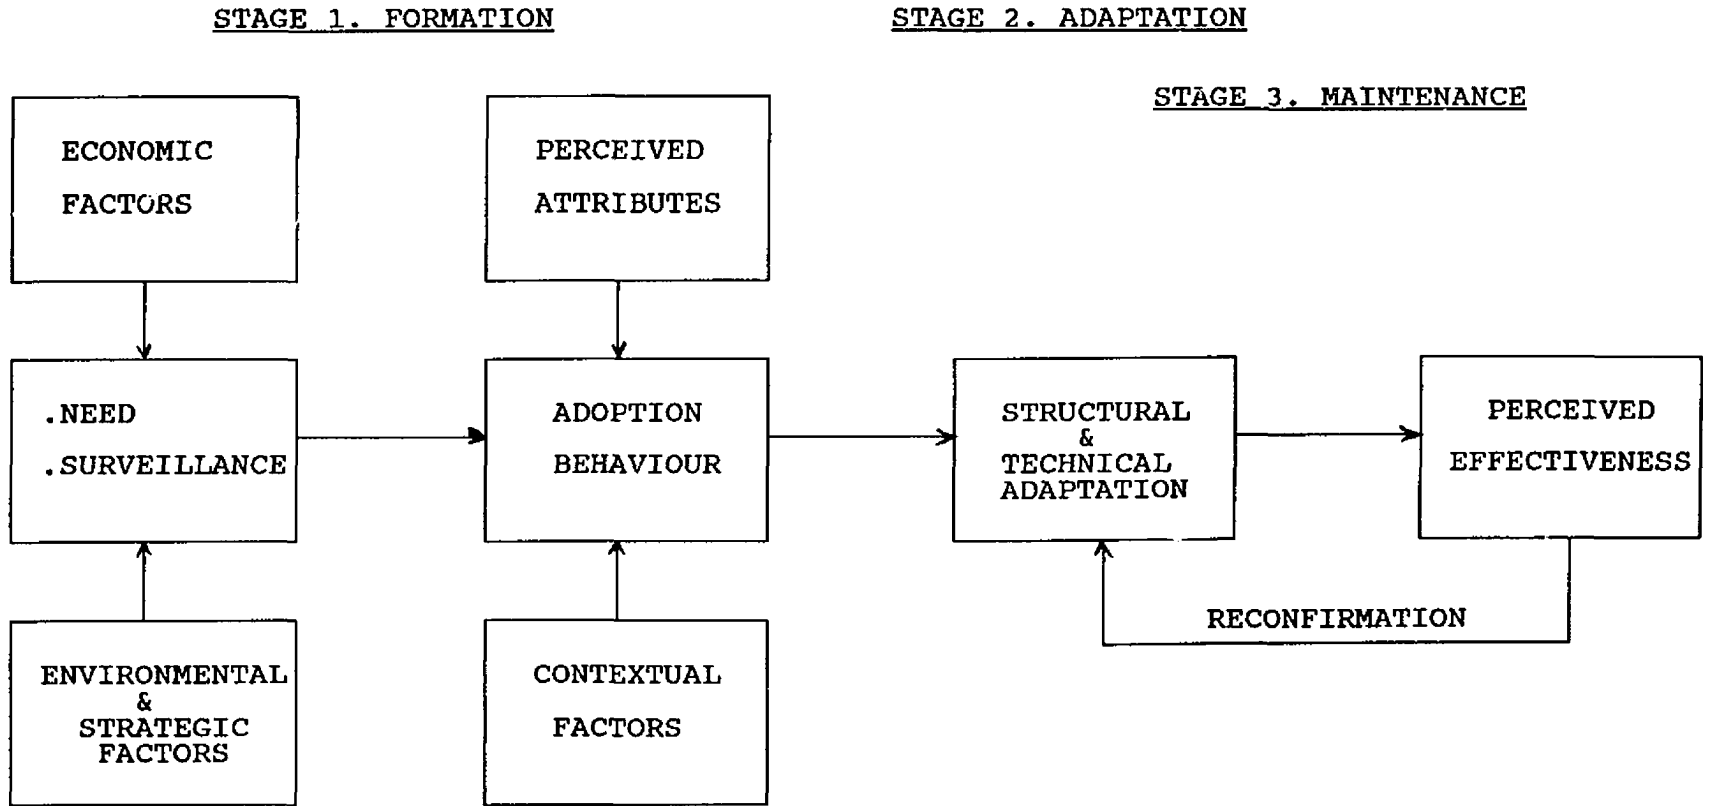 STAGE 1. FORMATION
STAGE 2. ADAPTATION
STAGE 3. MAINTENANCE
ECONOMIC
FACTORS
PERCEIVED
ATTRIBUTES
.NEED
.SURVEILLANCE
ADOPTION
BEHAVIOUR
STRUCTURAL
&
TECHNICAL
ADAPTATION
PERCEIVED
EFFECTIVENESS
RECONFIRMATION
ENVIRONMENTAL
&
STRATEGIC
FACTORS
CONTEXTUAL
FACTORS